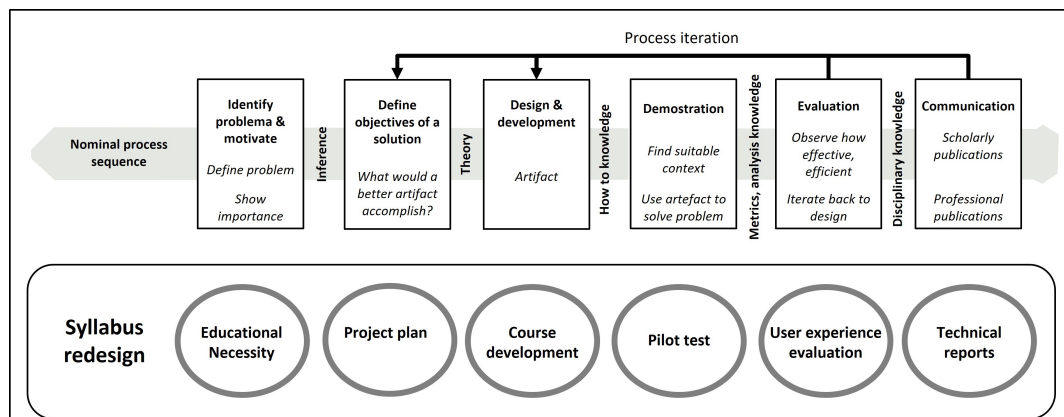 Process iteration
Nominal process
sequence
Identify
problema &
motivate
Define problem
Show
importance
Inference
Define
objectives of a
solution
What would a
better artifact
accomplish?
Theory
Design &
development
Artifact
How to knowledge
Demostration
Find suitable
context
Use artefact to
solve problem
Metrics, analysis knowledge
Evaluation
Observe how
effective,
efficient
Iterate back to
design
Disciplinary knowledge
Communication
Scholarly
publications
Professional
publications
Syllabus
redesign
Educational
Necessity
Project plan
Course
development
Pilot test
User experience
evaluation
Technical
reports